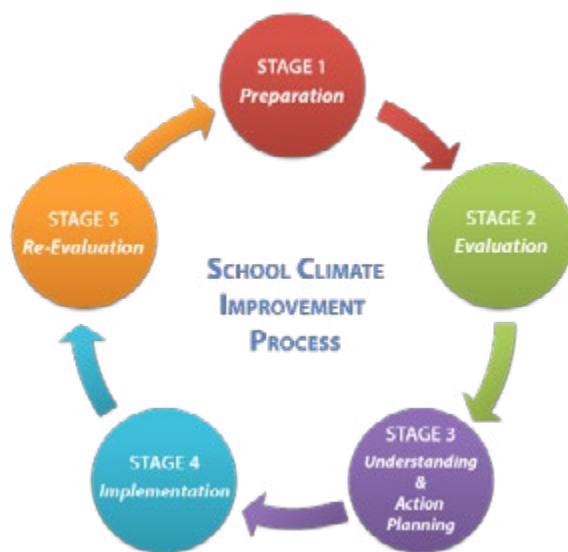 STAGE 1
Preparation
STAGE 2
Evaluation
STAGE 3
Understanding
&
Action
Planning
STAGE 4
Implementation
STAGE 5
Re-Evaluation
SCHOOL CLIMATE
IMPROVEMENT
PROCESS